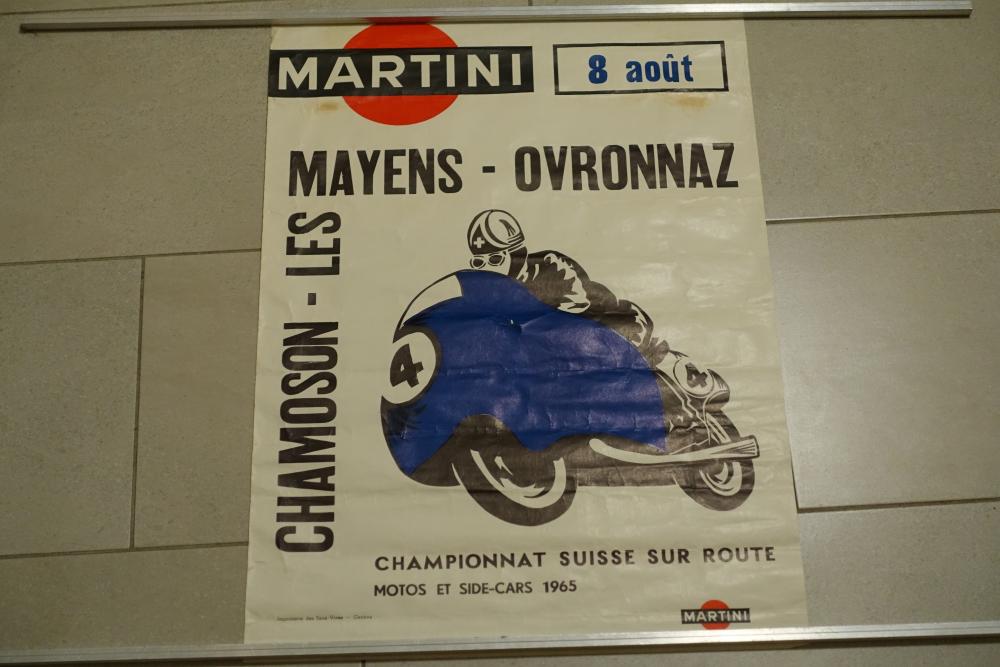 MARTINI
8 août
CHAMOSON - LES
MAYENS - OVRONNAZ
4
4
CHAMPIONNAT SUISSE SUR ROUTE
MOTOS ET SIDE-CARS 1965
MARTINI